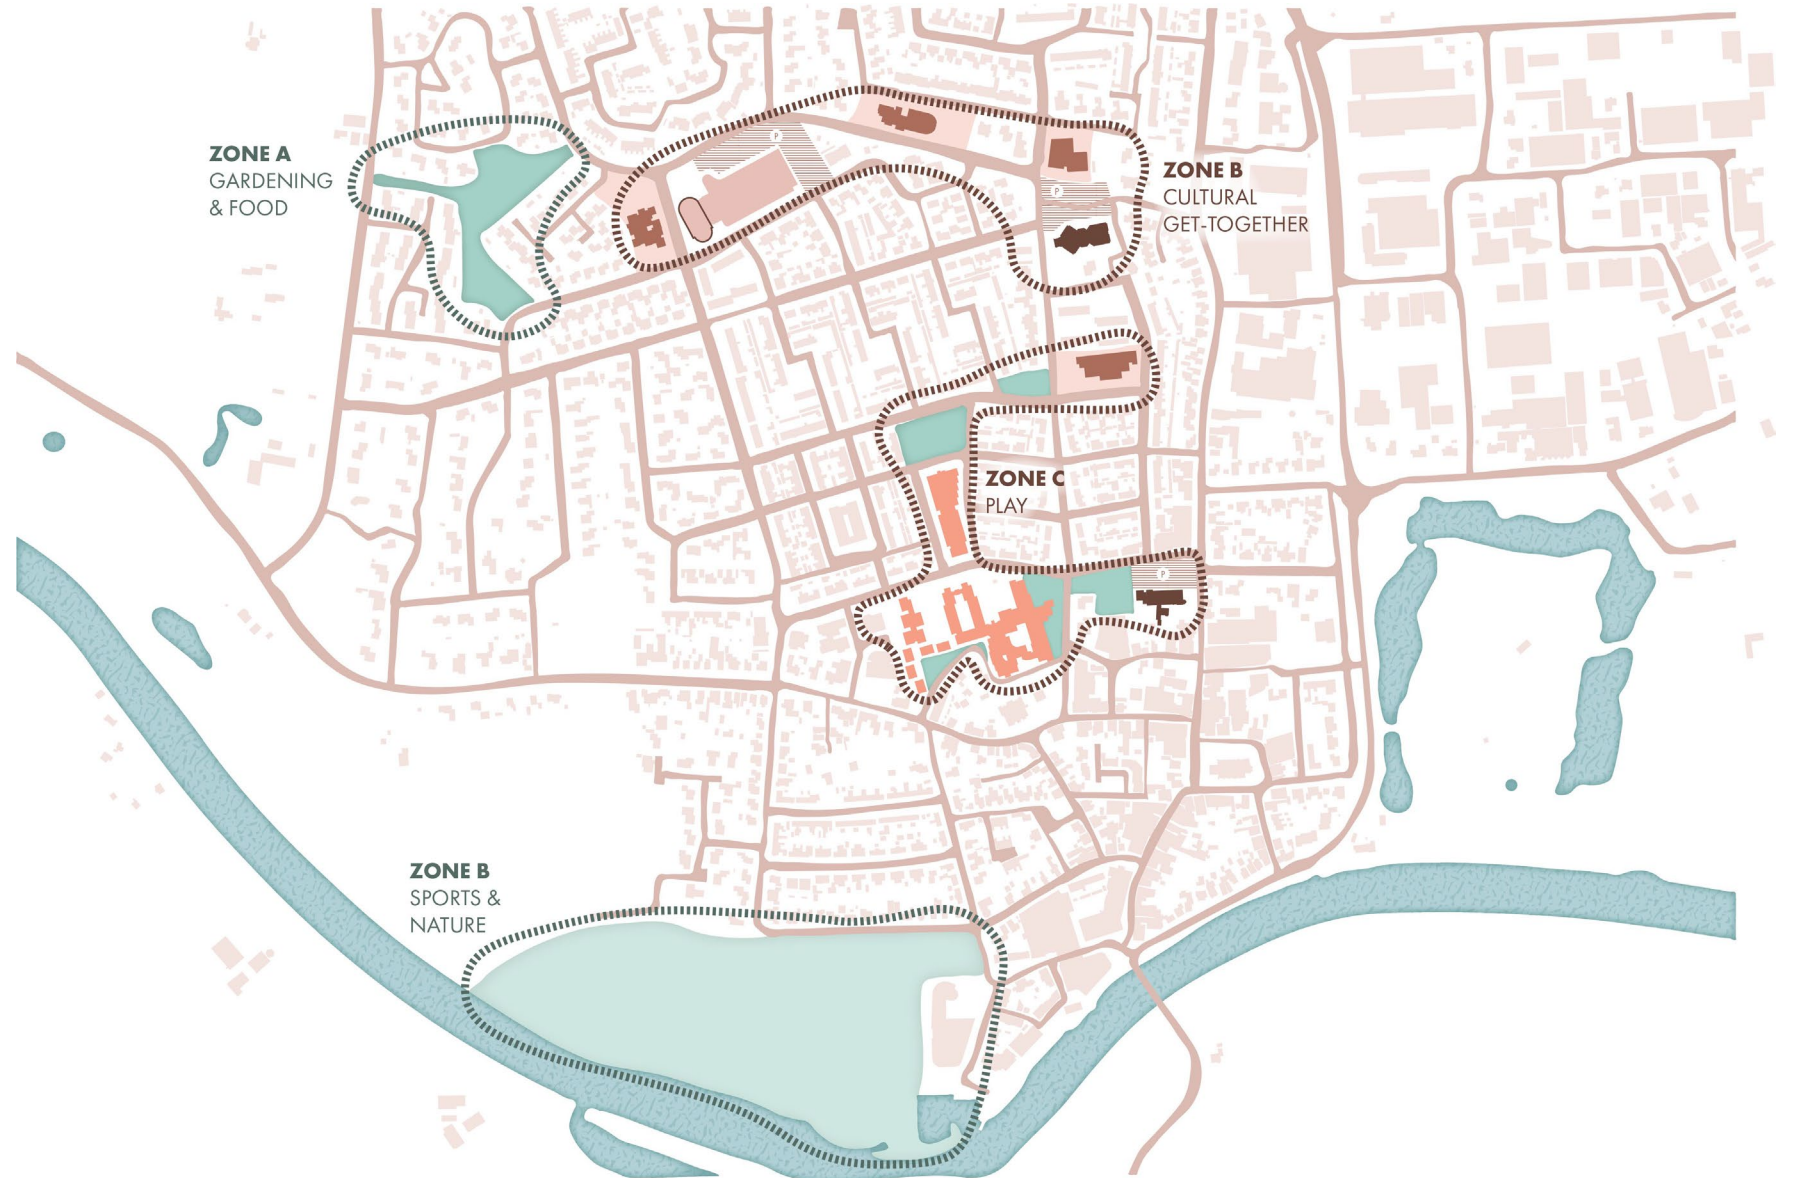 ZONE A
GARDENING
& FOOD
P
ZONE B
CULTURAL
GET-TOGETHER
P
ZONE C
PLAY
P
ZONE B
SPORTS &
NATURE